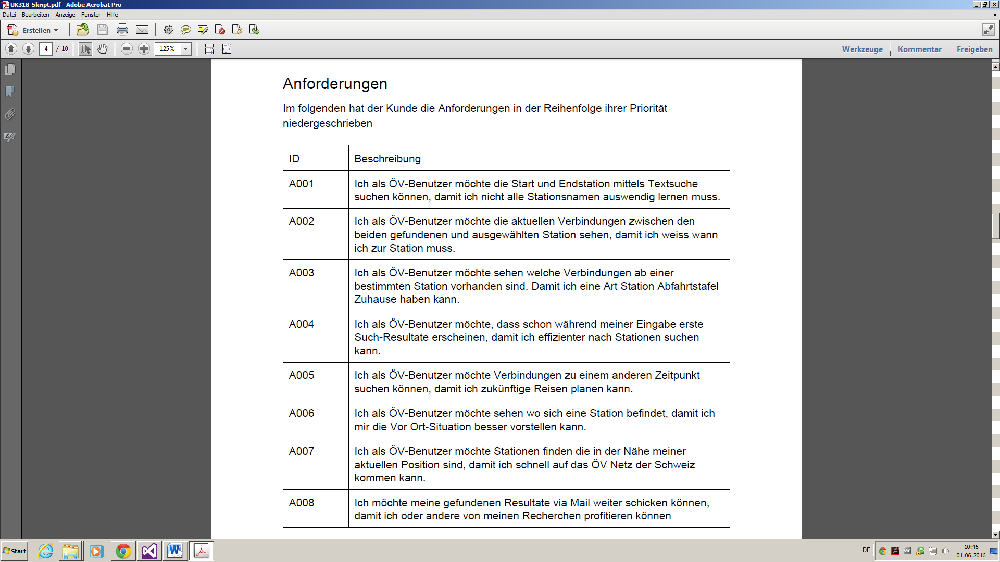 ÜK318-Skript.pdf - Adobe Acrobat Pro
Datei Bearbeiten Anzeige Fenster Hilfe
Erstellen
4 / 10 125% Werkzeuge Kommentar Freigeben
Anforderungen
Im folgenden hat der Kunde die Anforderungen in der Reihenfolge ihrer Priorität
niedergeschrieben
ID Beschreibung
A001 Ich als ÖV-Benutzer möchte die Start und Endstation mittels Textsuche
suchen können, damit ich nicht alle Stationsnamen auswendig lernen muss.
A002 Ich als ÖV-Benutzer möchte die aktuellen Verbindungen zwischen den
beiden gefundenen und ausgewählten Station sehen, damit ich weiss wann
ich zur Station muss.
A003 Ich als ÖV-Benutzer möchte sehen welche Verbindungen ab einer
bestimmten Station vorhanden sind. Damit ich eine Art Station Abfahrtstafel
Zuhause haben kann.
A004 Ich als ÖV-Benutzer möchte, dass schon während meiner Eingabe erste
Such-Resultate erscheinen, damit ich effizienter nach Stationen suchen
kann.
A005 Ich als ÖV-Benutzer möchte Verbindungen zu einem anderen Zeitpunkt
suchen können, damit ich zukünftige Reisen planen kann.
A006 Ich als ÖV-Benutzer möchte sehen wo sich eine Station befindet, damit ich
mir die Vor Ort-Situation besser vorstellen kann.
A007 Ich als ÖV-Benutzer möchte Stationen finden die in der Nähe meiner
aktuellen Position sind, damit ich schnell auf das ÖV Netz der Schweiz
kommen kann.
A008 Ich möchte meine gefundenen Resultate via Mail weiter schicken können,
damit ich oder andere von meinen Recherchen profitieren können
Start DE 10:46
01.06.2016